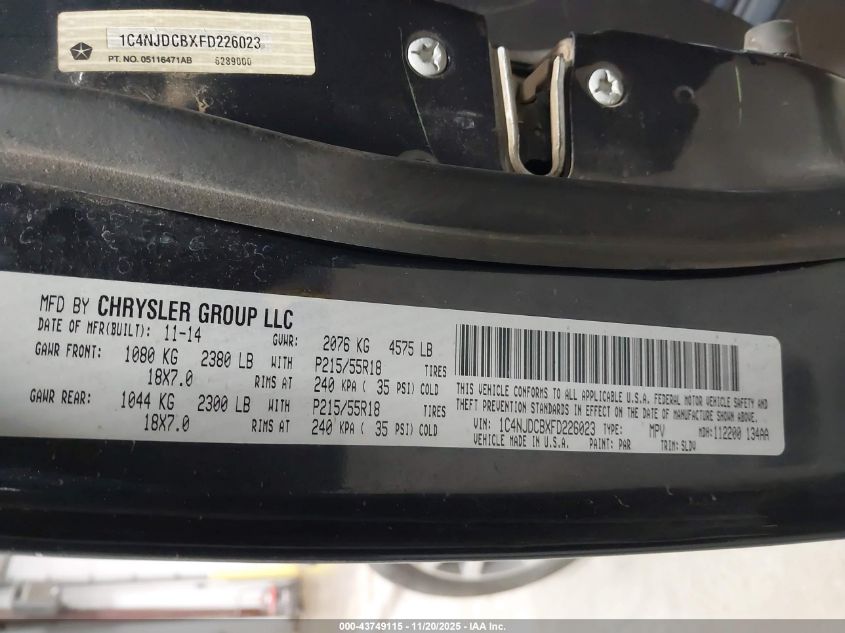 1C4NJDCBXFD226023
PT. NO. 05116471AB 6289000
MFD BY CHRYSLER GROUP LLC
DATE OF MFR(BUILT): 11-14 GVWR: 2076 KG 4575 LB
GAWR FRONT: 1080 KG 2380 LB WITH P215/55R18 TIRES
18X7.0 RIMS AT 240 KPA ( 35 PSI) COLD
GAWR REAR: 1044 KG 2300 LB WITH P215/55R18 TIRES
18X7.0 RIMS AT 240 KPA ( 35 PSI) COLD
THIS VEHICLE CONFORMS TO ALL APPLICABLE U.S.A. FEDERAL MOTOR VEHICLE SAFETY AND
THEFT PREVENTION STANDARDS IN EFFECT ON THE DATE OF MANUFACTURE SHOWN ABOVE.
VIN: 1C4NJDCBXFD226023 TYPE: MPV MDH:112200 134AA
VEHICLE MADE IN U.S.A. PAINT: PAR TRIM: SLDV
000-43749115 - 11/20/2025 - IAA Inc.